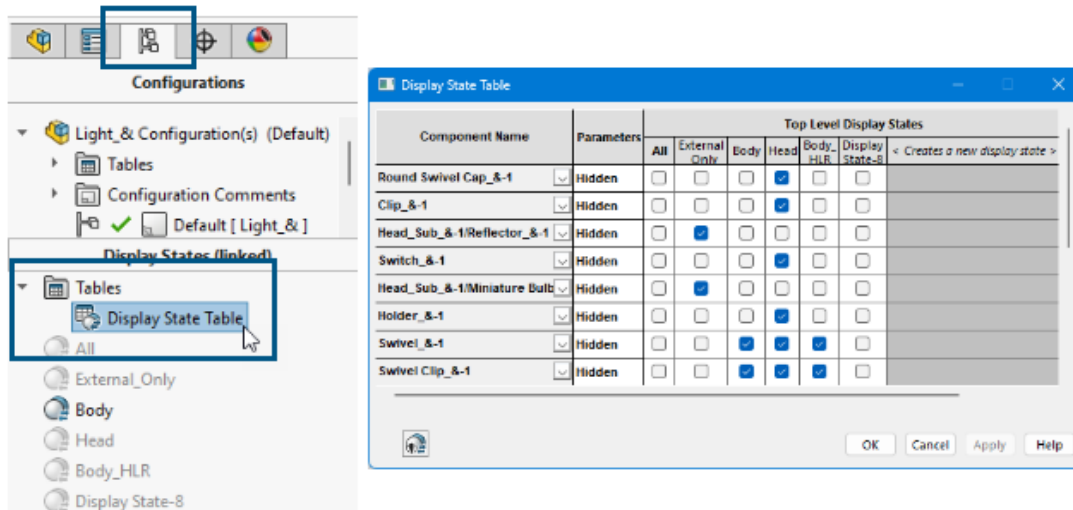 Configurations
Light_& Configuration(s) (Default)
Tables
Configuration Comments
Default [ Light_& ]
Display States (linked)
Tables
Display State Table
All
External_Only
Body
Head
Body_HLR
Display State-8
Display State Table
Component Name Parameters Top Level Display States
All External Only Body Head Body_HLR Display State-8 < Creates a new display state >
Round Swivel Cap_&-1 Hidden
Clip_&-1 Hidden
Head_Sub_&-1/Reflector_&-1 Hidden
Switch_&-1 Hidden
Head_Sub_&-1/Miniature Bulb Hidden
Holder_&-1 Hidden
Swivel_&-1 Hidden
Swivel Clip_&-1 Hidden
OK Cancel Apply Help